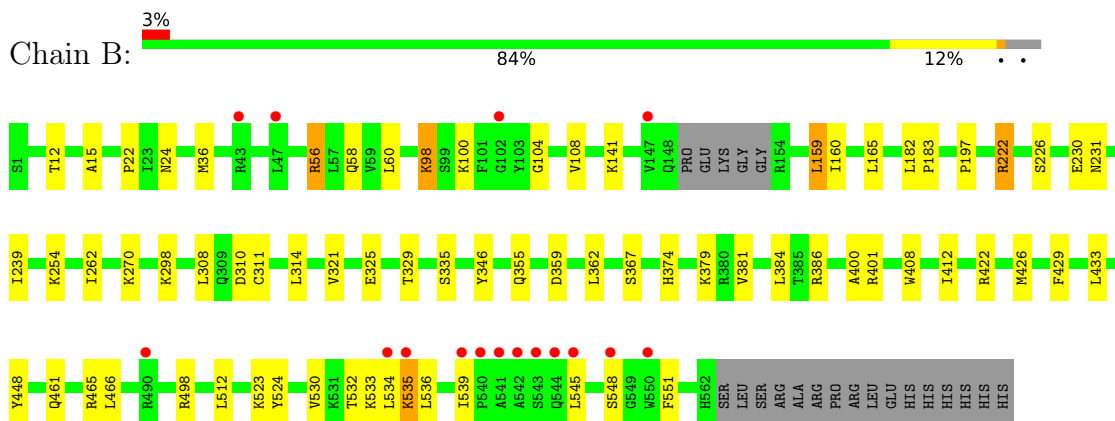 3%
Chain B:
84% 12% • •
S1 T12 A15 P22 I23 N24 M36 R43 L47 R56 L57 Q58 V59 L60 K98 S99 K100 F101 G102 Y103 G104 V108 K141 V147 Q148 PRO GLU LYS GLY GLY R154 L159 I160 L165 L182 P183 P197 R222 S226 E230 N231
I239 K254 I262 K270 K298 L308 Q309 D310 C311 L314 V321 E325 T329 S335 Y346 Q355 D359 L362 S367 H374 K379 R380 V381 L384 T385 R386 A400 R401 W408 I412 R422 M426 F429 L433
Y448 Q461 R465 L466 R490 R498 L512 K523 Y524 V530 K531 T532 K533 L534 K535 L536 I539 P540 A541 A542 S543 Q544 L545 S548 G549 W550 F551 H562 SER LEU SER ARG ALA ARG PRO ARG LEU GLU HIS HIS HIS HIS HIS HIS